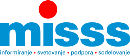 misss
informiranje • svetovanje • podpora • sodelovanje